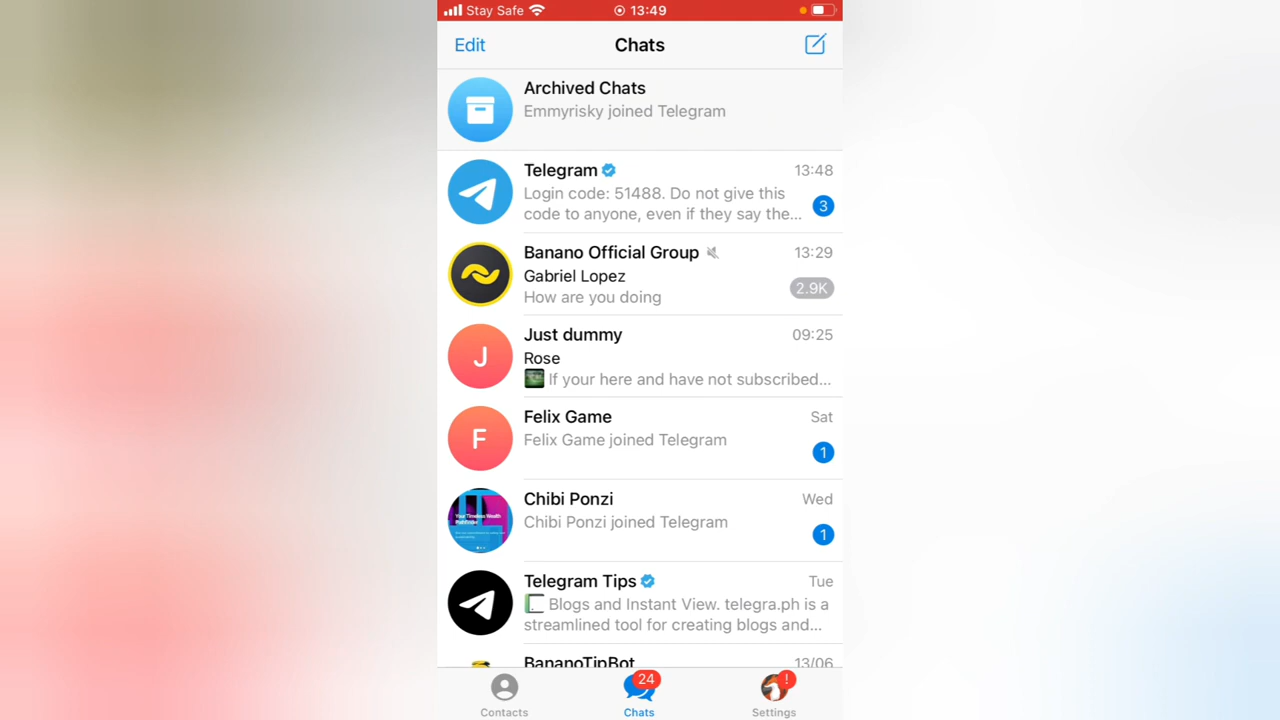 Stay Safe 13:49
Edit Chats
Archived Chats
Emmyrisky joined Telegram
Telegram 13:48
Login code: 51488. Do not give this
code to anyone, even if they say the... 3
Banano Official Group 13:29
Gabriel Lopez
How are you doing 2.9K
Just dummy 09:25
Rose
If your here and have not subscribed...
J
Felix Game Sat
Felix Game joined Telegram
F 1
Chibi Ponzi Wed
Chibi Ponzi joined Telegram
Your Timeless Wealth
Pathfinder
1
Telegram Tips Tue
Blogs and Instant View. telegra.ph is a
streamlined tool for creating blogs and...
BananoTipBot 13/06
24 !
Contacts Chats Settings